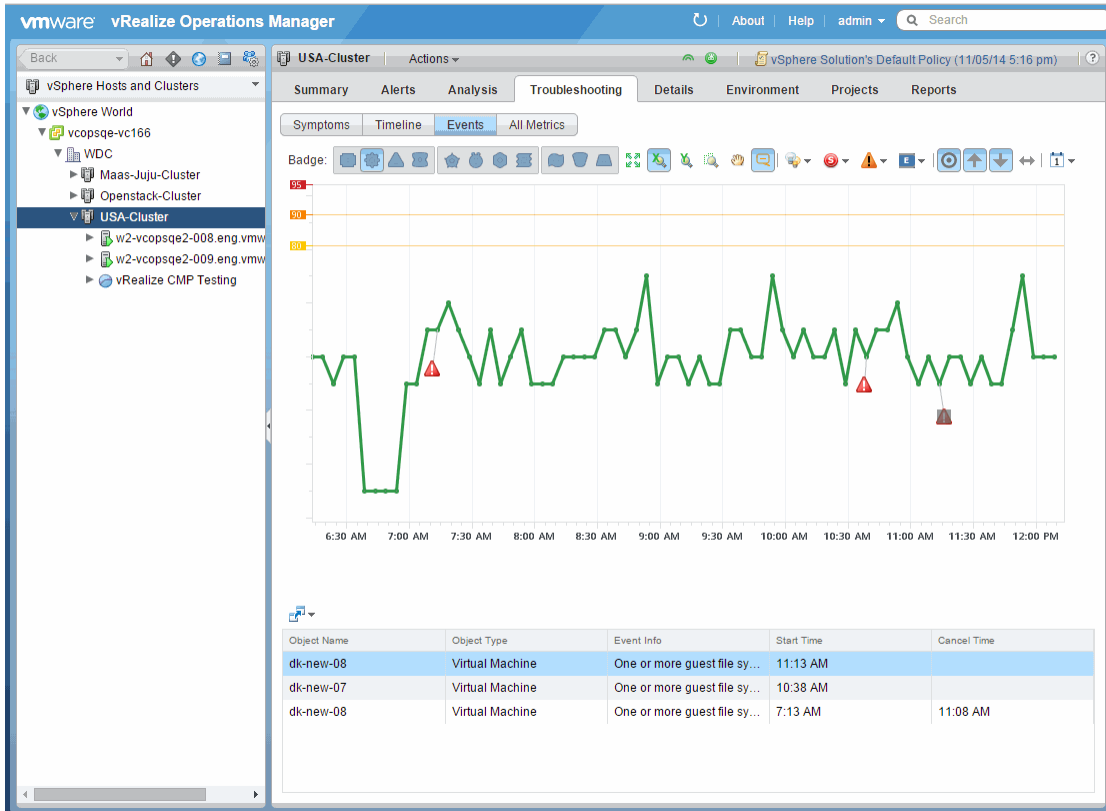 vmware vRealize Operations Manager About Help admin Search
Back
vSphere Hosts and Clusters
vSphere World
vcopsqe-vc166
WDC
Maas-Juju-Cluster
Openstack-Cluster
USA-Cluster
w2-vcopsqe2-008.eng.vmw
w2-vcopsqe2-009.eng.vmw
vRealize CMP Testing
USA-Cluster Actions vSphere Solution's Default Policy (11/05/14 5:16 pm) ?
Summary Alerts Analysis Troubleshooting Details Environment Projects Reports
Symptoms Timeline Events All Metrics
Badge: S E 1
95
90
80
6:30 AM 7:00 AM 7:30 AM 8:00 AM 8:30 AM 9:00 AM 9:30 AM 10:00 AM 10:30 AM 11:00 AM 11:30 AM 12:00 PM
Object Name Object Type Event Info Start Time Cancel Time
dk-new-08 Virtual Machine One or more guest file sy... 11:13 AM
dk-new-07 Virtual Machine One or more guest file sy... 10:38 AM
dk-new-08 Virtual Machine One or more guest file sy... 7:13 AM 11:08 AM